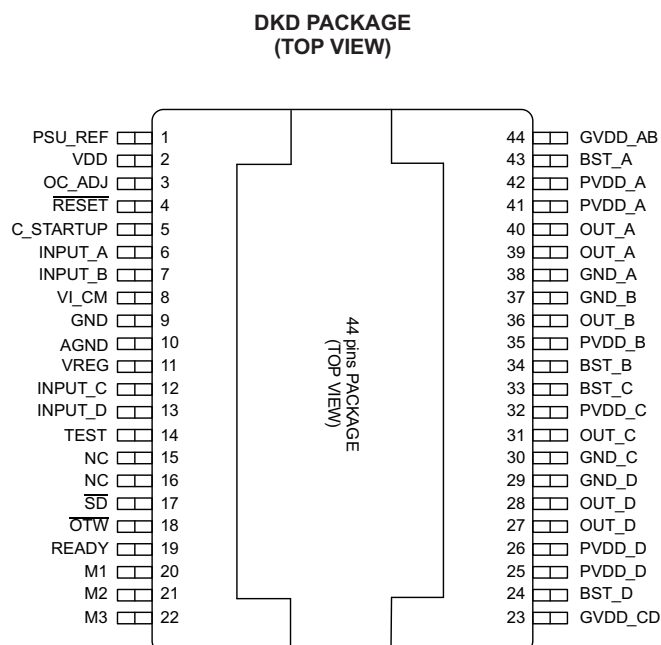 DKD PACKAGE
(TOP VIEW)
PSU_REF 1 44 GVDD_AB
VDD 2 43 BST_A
OC_ADJ 3 42 PVDD_A
RESET 4 41 PVDD_A
C_STARTUP 5 40 OUT_A
INPUT_A 6 39 OUT_A
INPUT_B 7 38 GND_A
VI_CM 8 37 GND_B
GND 9 36 OUT_B
AGND 10 35 PVDD_B
VREG 11 34 BST_B
INPUT_C 12 33 BST_C
INPUT_D 13 32 PVDD_C
TEST 14 31 OUT_C
NC 15 30 GND_C
NC 16 29 GND_D
SD 17 28 OUT_D
OTW 18 27 OUT_D
READY 19 26 PVDD_D
M1 20 25 PVDD_D
M2 21 24 BST_D
M3 22 23 GVDD_CD
44 pins PACKAGE
(TOP VIEW)